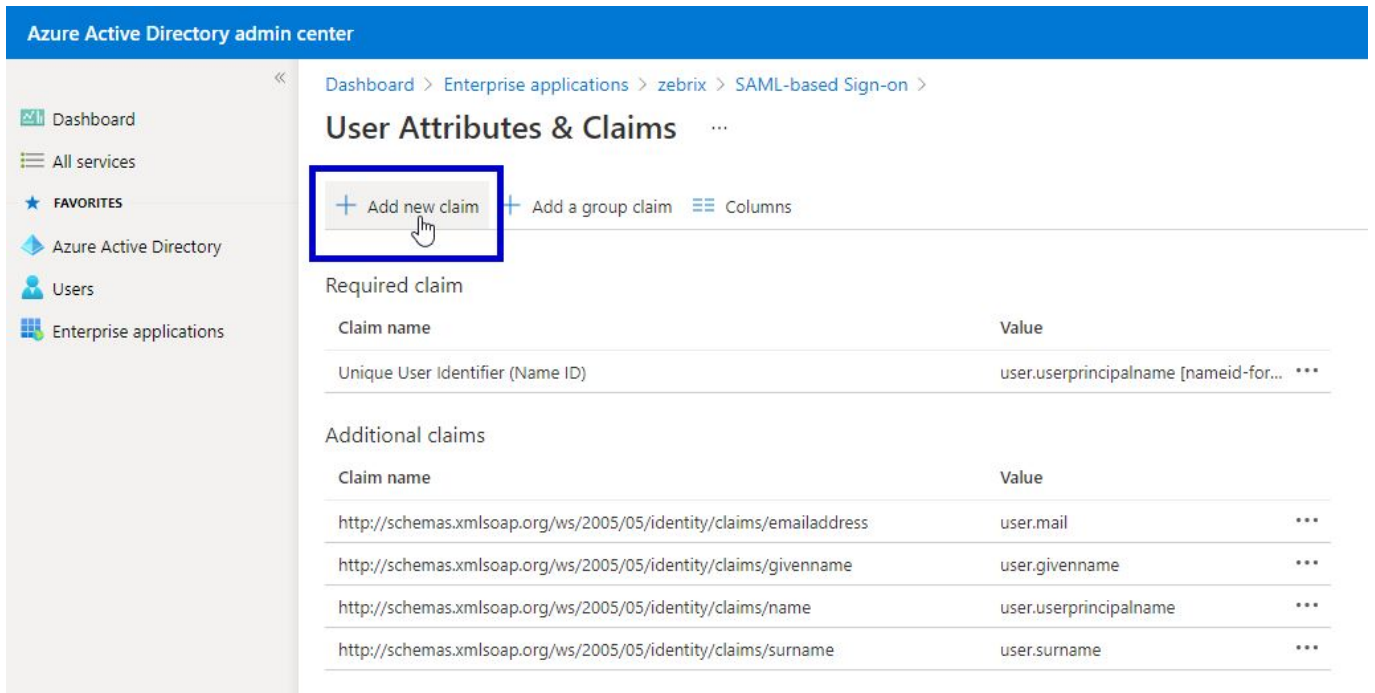 Azure Active Directory admin center
«
Dashboard
All services
FAVORITES
Azure Active Directory
Users
Enterprise applications
Dashboard > Enterprise applications > zebrix > SAML-based Sign-on >
User Attributes & Claims ...
+ Add new claim + Add a group claim Columns
Required claim
Claim name Value
Unique User Identifier (Name ID) user.userprincipalname [nameid-for... •••
Additional claims
Claim name Value
http://schemas.xmlsoap.org/ws/2005/05/identity/claims/emailaddress user.mail •••
http://schemas.xmlsoap.org/ws/2005/05/identity/claims/givenname user.givenname •••
http://schemas.xmlsoap.org/ws/2005/05/identity/claims/name user.userprincipalname •••
http://schemas.xmlsoap.org/ws/2005/05/identity/claims/surname user.surname •••